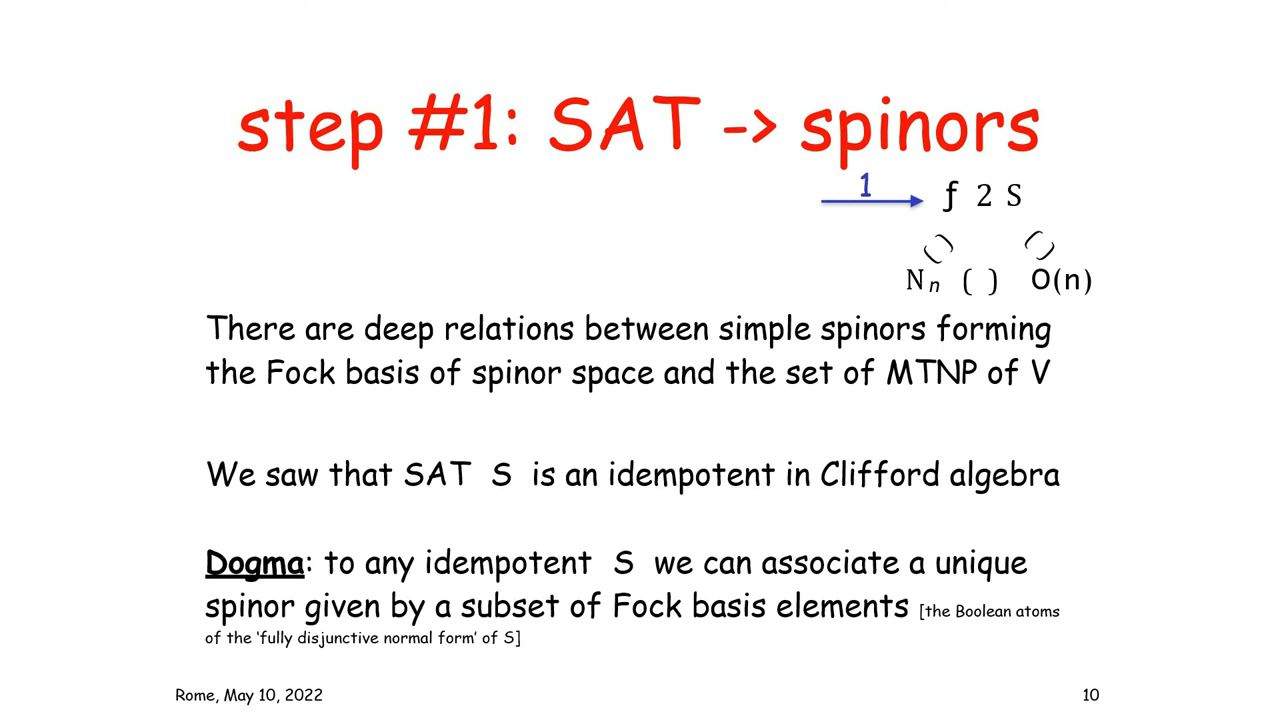 step #1: SAT -> spinors
1
ƒ 2 S
( ) ( )
N n ( ) O(n)
There are deep relations between simple spinors forming
the Fock basis of spinor space and the set of MTNP of V
We saw that SAT S is an idempotent in Clifford algebra
Dogma: to any idempotent S we can associate a unique
spinor given by a subset of Fock basis elements [the Boolean atoms
of the ‘fully disjunctive normal form’ of S]
Rome, May 10, 2022
10